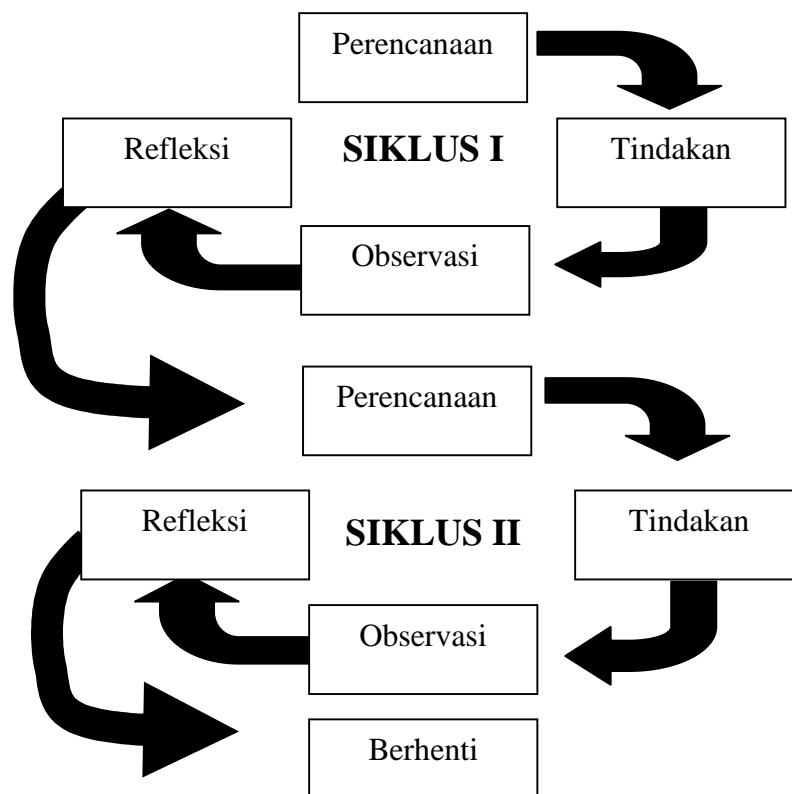 Perencanaan
Refleksi
SIKLUS I
Tindakan
Observasi
Perencanaan
Refleksi
SIKLUS II
Tindakan
Observasi
Berhenti